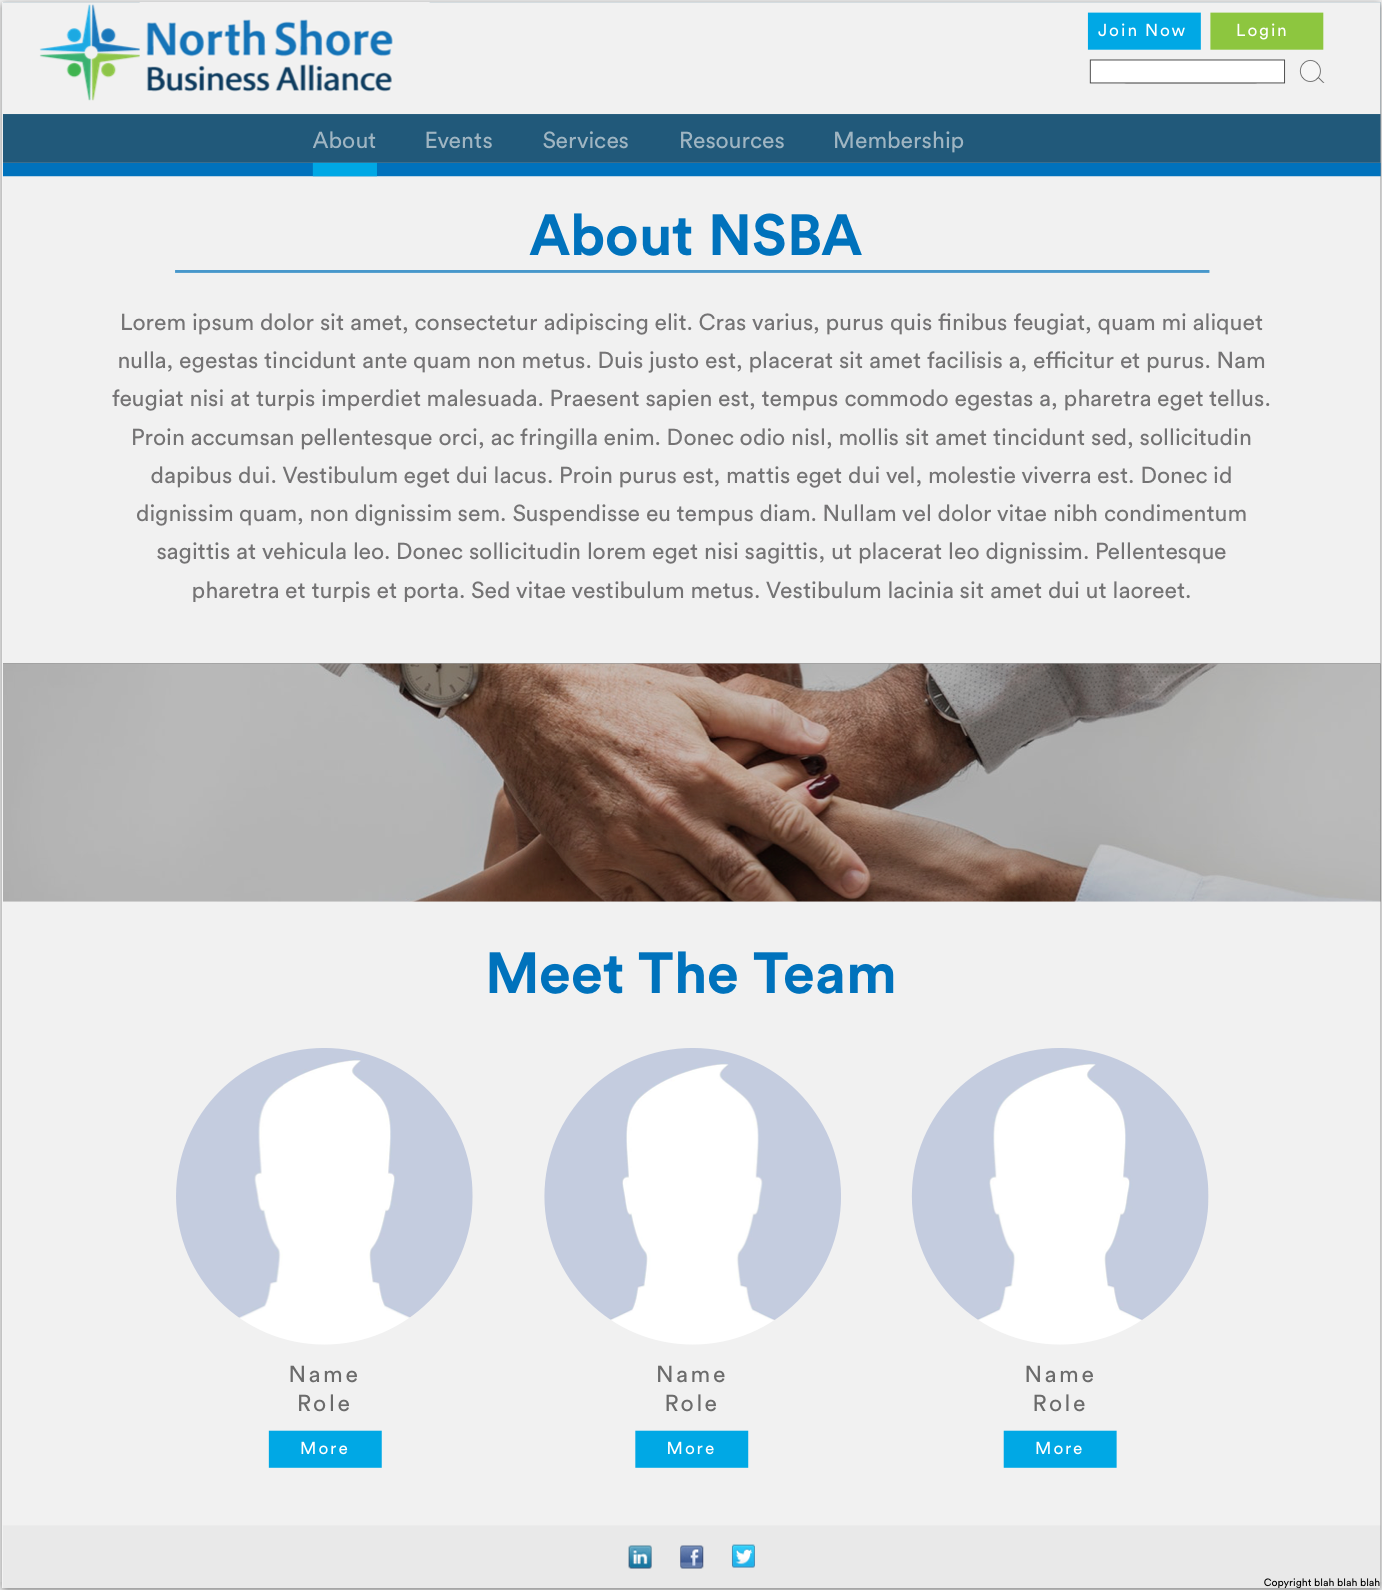 North Shore
Business Alliance
Join Now
Login
About Events Services Resources Membership
About NSBA
Lorem ipsum dolor sit amet, consectetur adipiscing elit. Cras varius, purus quis finibus feugiat, quam mi aliquet
nulla, egestas tincidunt ante quam non metus. Duis justo est, placerat sit amet facilisis a, efficitur et purus. Nam
feugiat nisi at turpis imperdiet malesuada. Praesent sapien est, tempus commodo egestas a, pharetra eget tellus.
Proin accumsan pellentesque orci, ac fringilla enim. Donec odio nisl, mollis sit amet tincidunt sed, sollicitudin
dapibus dui. Vestibulum eget dui lacus. Proin purus est, mattis eget dui vel, molestie viverra est. Donec id
dignissim quam, non dignissim sem. Suspendisse eu tempus diam. Nullam vel dolor vitae nibh condimentum
sagittis at vehicula leo. Donec sollicitudin lorem eget nisi sagittis, ut placerat leo dignissim. Pellentesque
pharetra et turpis et porta. Sed vitae vestibulum metus. Vestibulum lacinia sit amet dui ut laoreet.
Meet The Team
Name
Role
More
Name
Role
More
Name
Role
More
in
f
Copyright blah blah blah